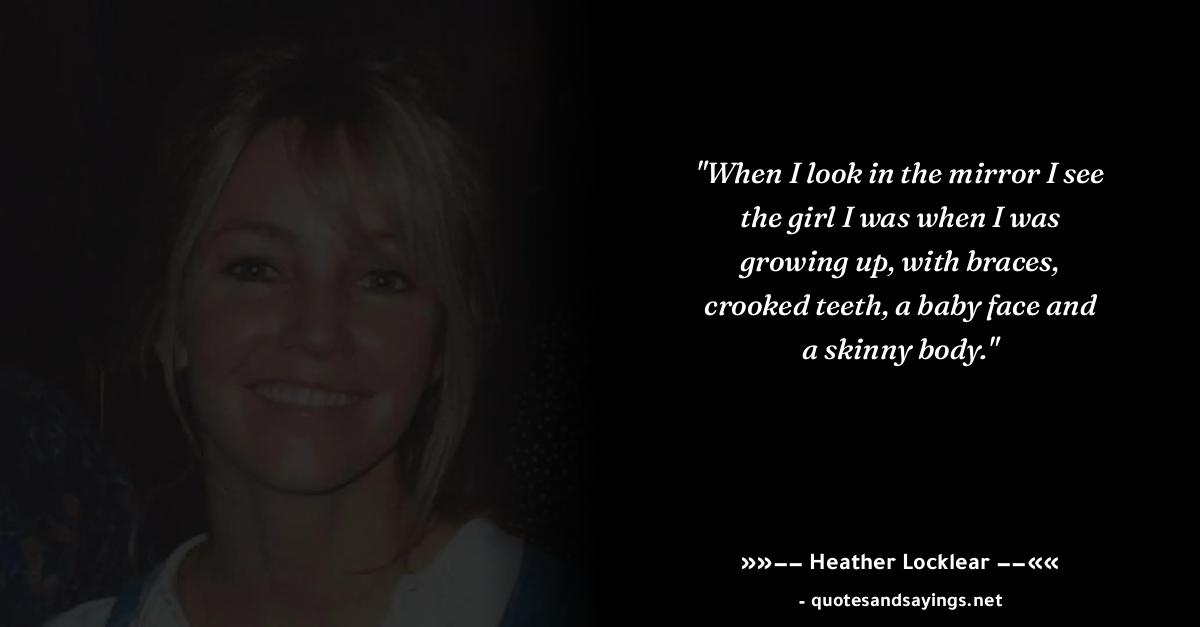 "When I look in the mirror I see
the girl I was when I was
growing up, with braces,
crooked teeth, a baby face and
a skinny body."
»»−− Heather Locklear −−««
- quotesandsayings.net